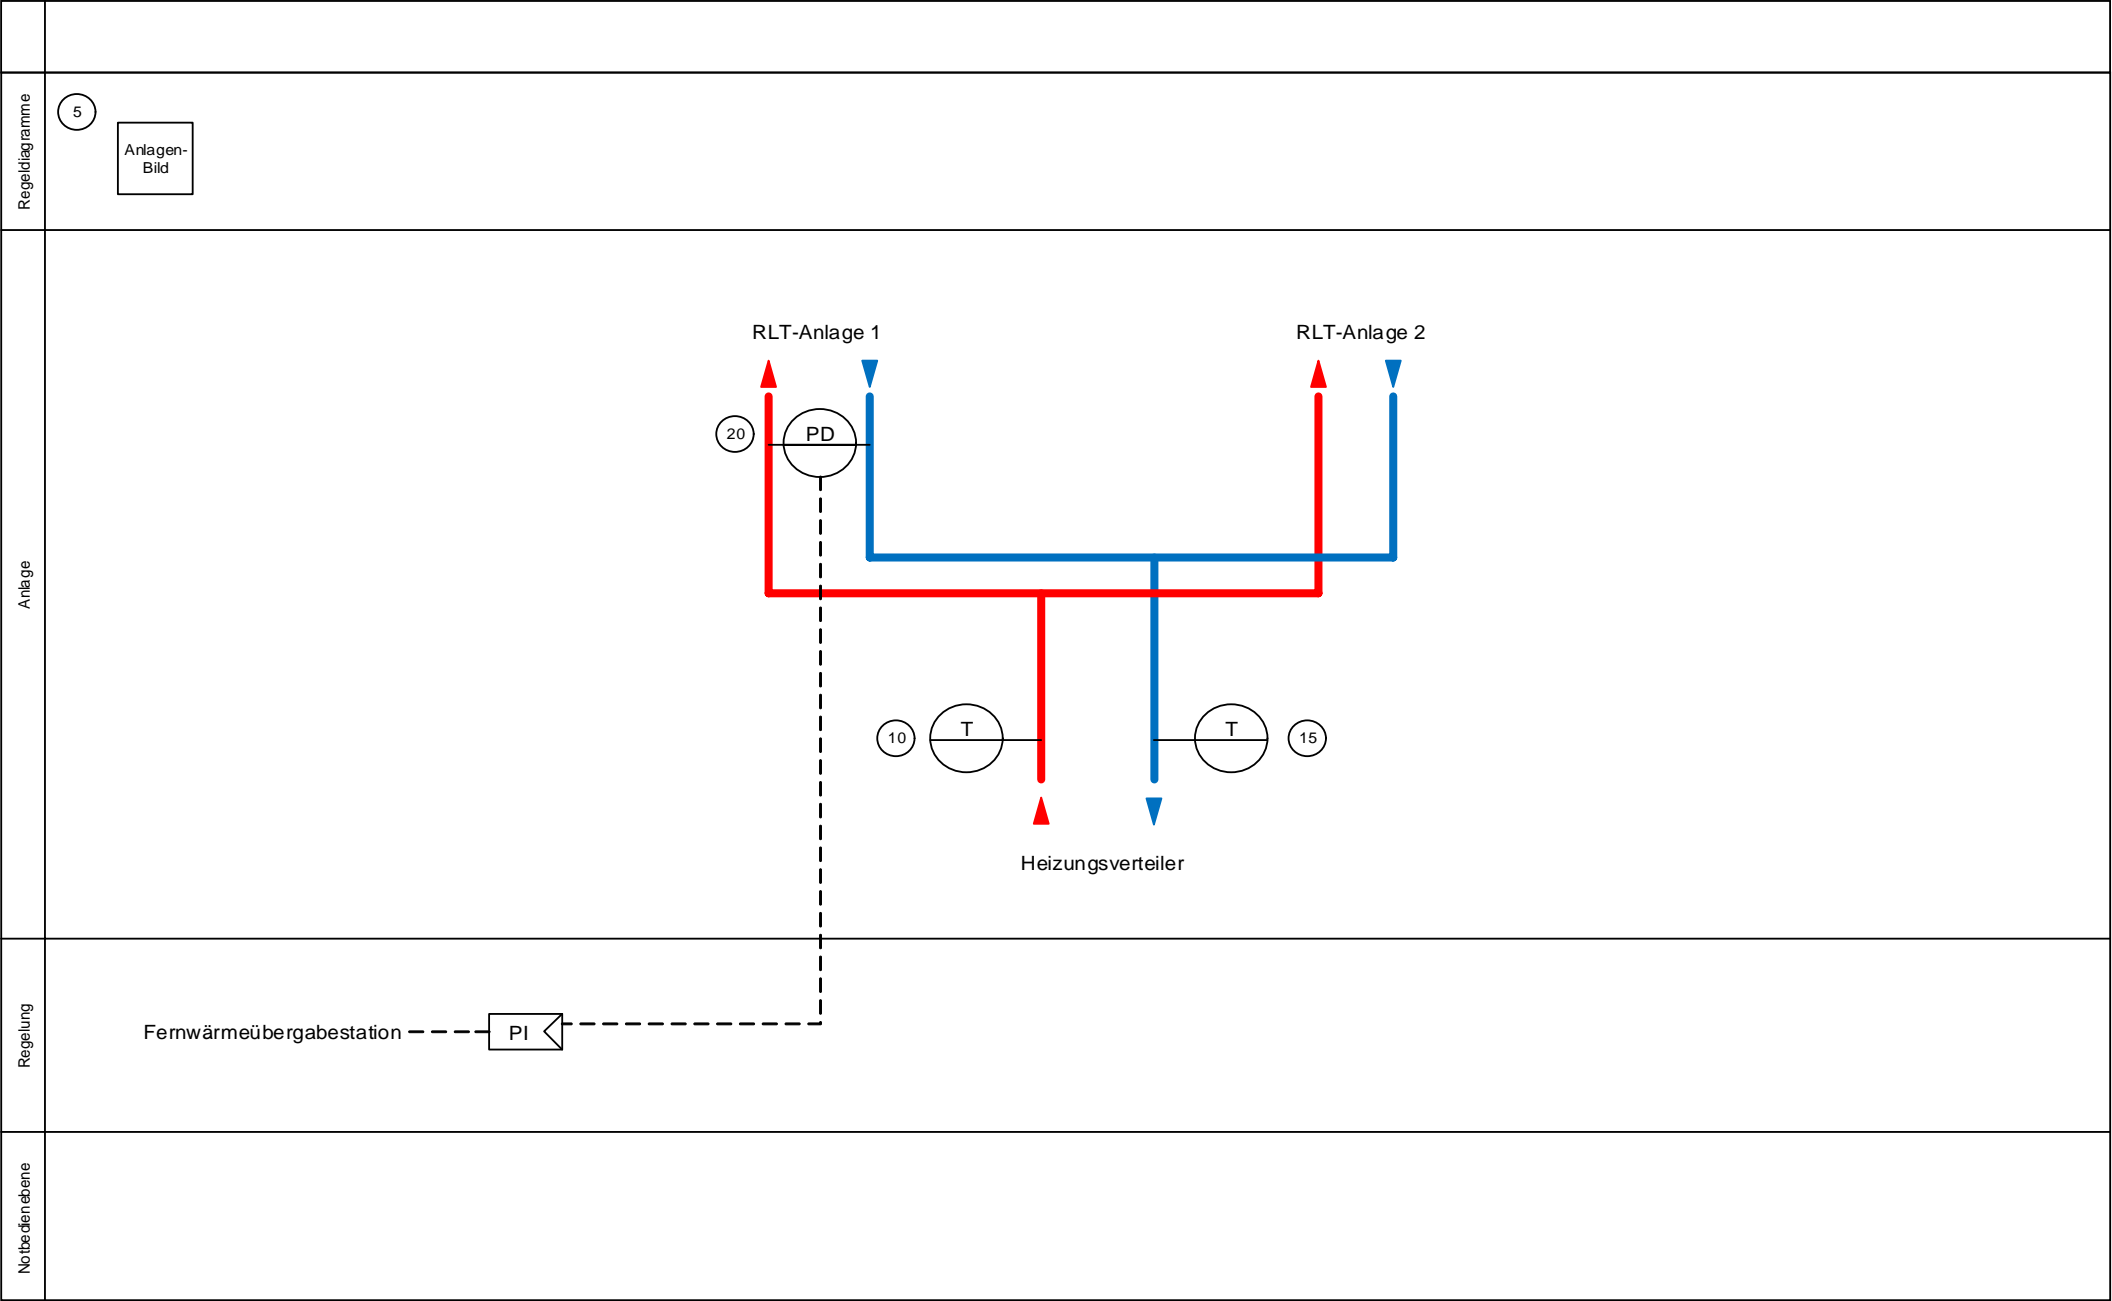 Regeldiagramme
5
Anlagen-
Bild
Anlage
RLT-Anlage 1
RLT-Anlage 2
20
PD
10
T
T
15
Heizungsverteiler
Regelung
Fernwärmeübergabestation
PI
Notbedienebene